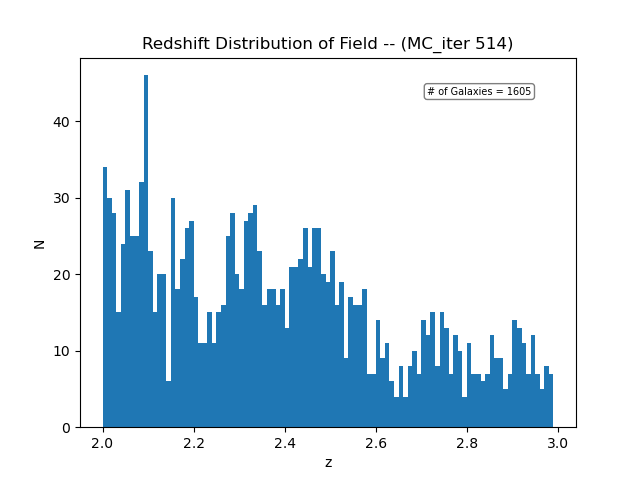 Redshift Distribution of Field -- (MC_iter 514)
# of Galaxies = 1605
40
30
20
10
0
N
2.0 2.2 2.4 2.6 2.8 3.0
z